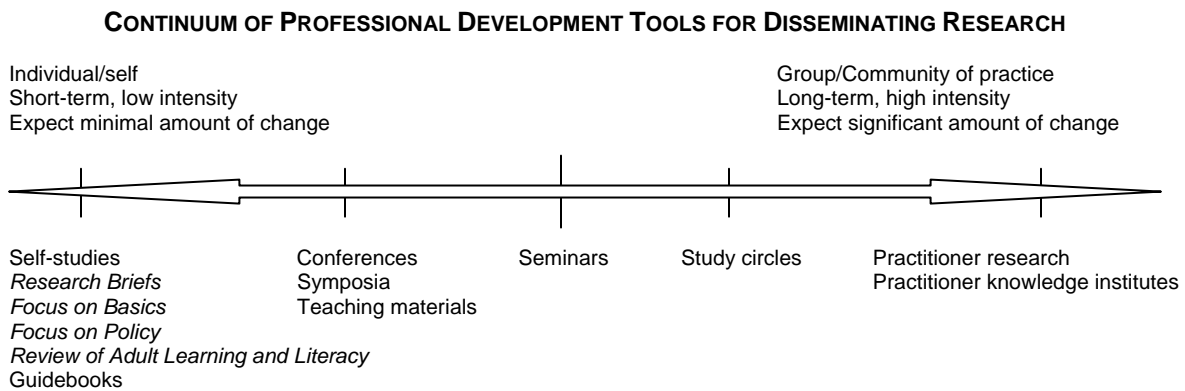 CONTINUUM OF PROFESSIONAL DEVELOPMENT TOOLS FOR DISSEMINATING RESEARCH
Individual/self
Short-term, low intensity
Expect minimal amount of change
Group/Community of practice
Long-term, high intensity
Expect significant amount of change
Self-studies
Research Briefs
Focus on Basics
Focus on Policy
Review of Adult Learning and Literacy
Guidebooks
Conferences
Symposia
Teaching materials
Seminars
Study circles
Practitioner research
Practitioner knowledge institutes